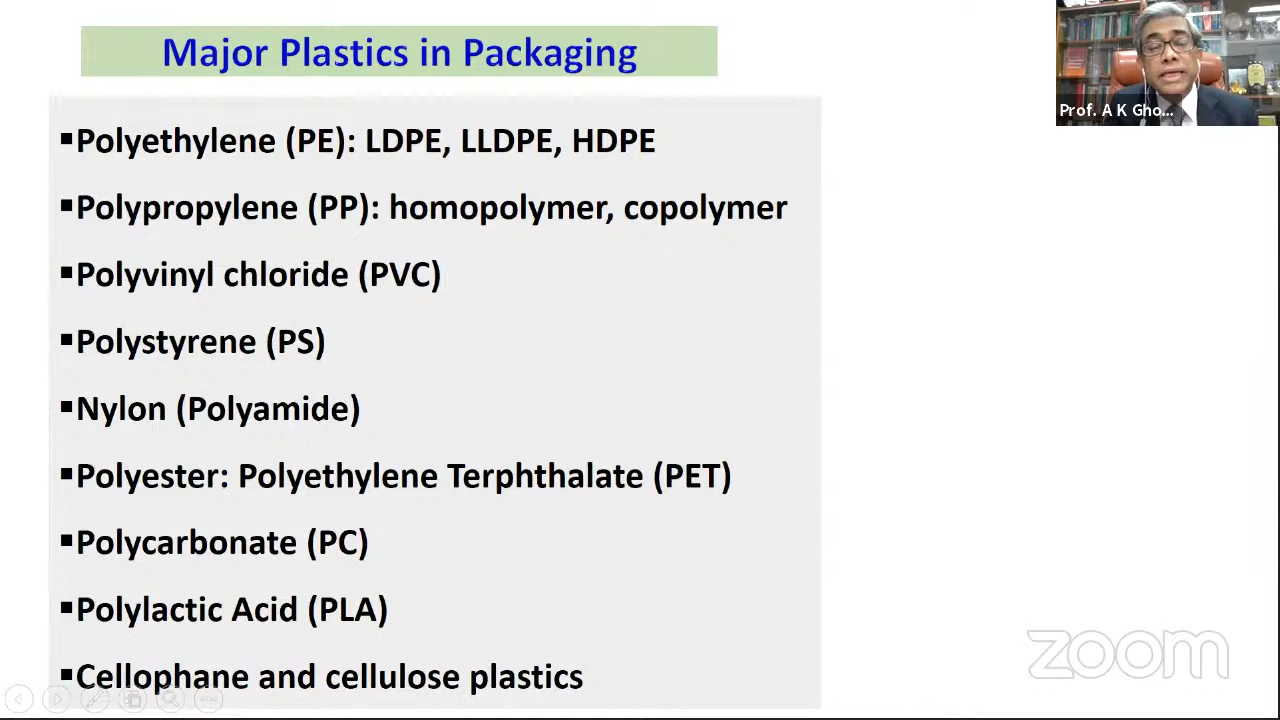 Major Plastics in Packaging
Prof. A K Gho...
▪Polyethylene (PE): LDPE, LLDPE, HDPE
▪Polypropylene (PP): homopolymer, copolymer
▪Polyvinyl chloride (PVC)
▪Polystyrene (PS)
▪Nylon (Polyamide)
▪Polyester: Polyethylene Terphthalate (PET)
▪Polycarbonate (PC)
▪Polylactic Acid (PLA)
▪Cellophane and cellulose plastics
zoom